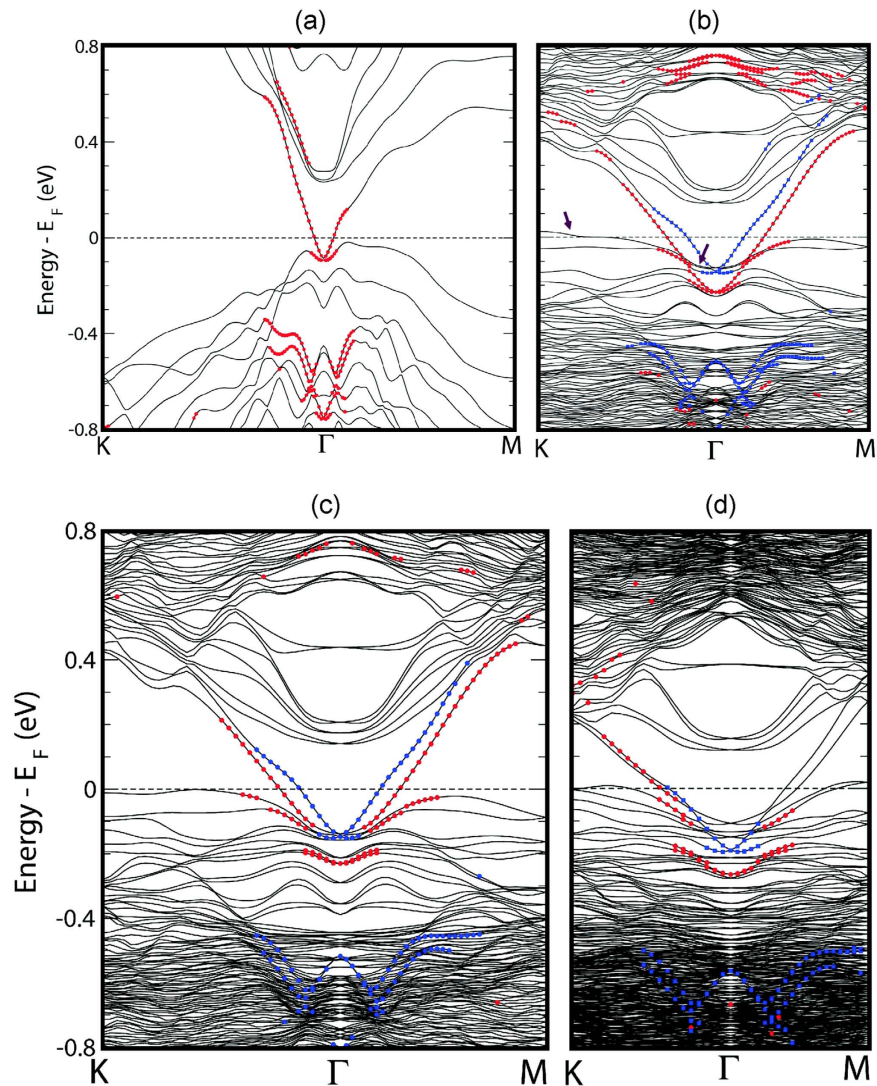 (a) (b)
0.8
0.4
0
-0.4
-0.8
Energy - E_F (eV)
K Γ M K Γ M
(c) (d)
0.8
0.4
0
-0.4
-0.8
Energy - E_F (eV)
K Γ M K Γ M